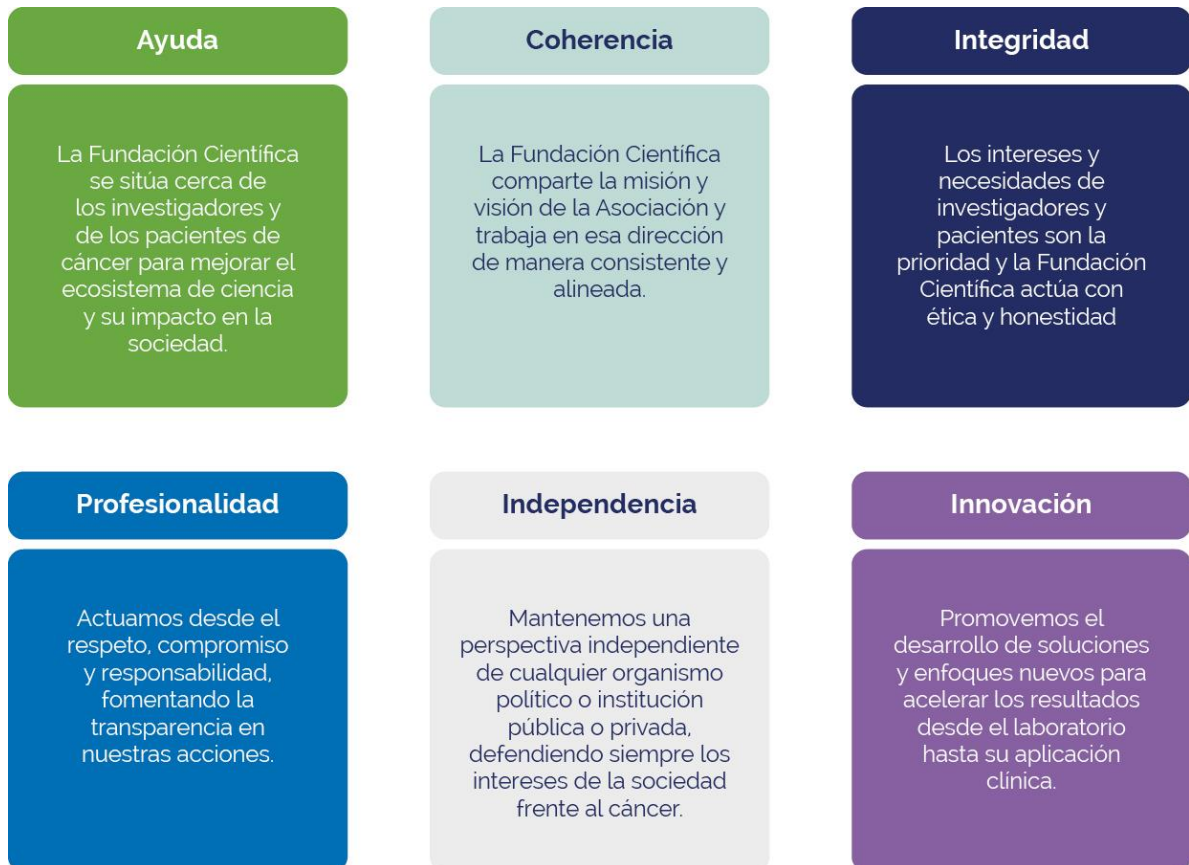 Ayuda
La Fundación Científica
se sitúa cerca de
los investigadores y
de los pacientes de
cáncer para mejorar el
ecosistema de ciencia
y su impacto en la
sociedad.
Coherencia
La Fundación Científica
comparte la misión y
visión de la Asociación y
trabaja en esa dirección
de manera consistente y
alineada.
Integridad
Los intereses y
necesidades de
investigadores y
pacientes son la
prioridad y la Fundación
Científica actúa con
ética y honestidad
Profesionalidad
Actuamos desde el
respeto, compromiso
y responsabilidad,
fomentando la
transparencia en
nuestras acciones.
Independencia
Mantenemos una
perspectiva independiente
de cualquier organismo
político o institución
pública o privada,
defendiendo siempre los
intereses de la sociedad
frente al cáncer.
Innovación
Promovemos el
desarrollo de soluciones
y enfoques nuevos para
acelerar los resultados
desde el laboratorio
hasta su aplicación
clínica.